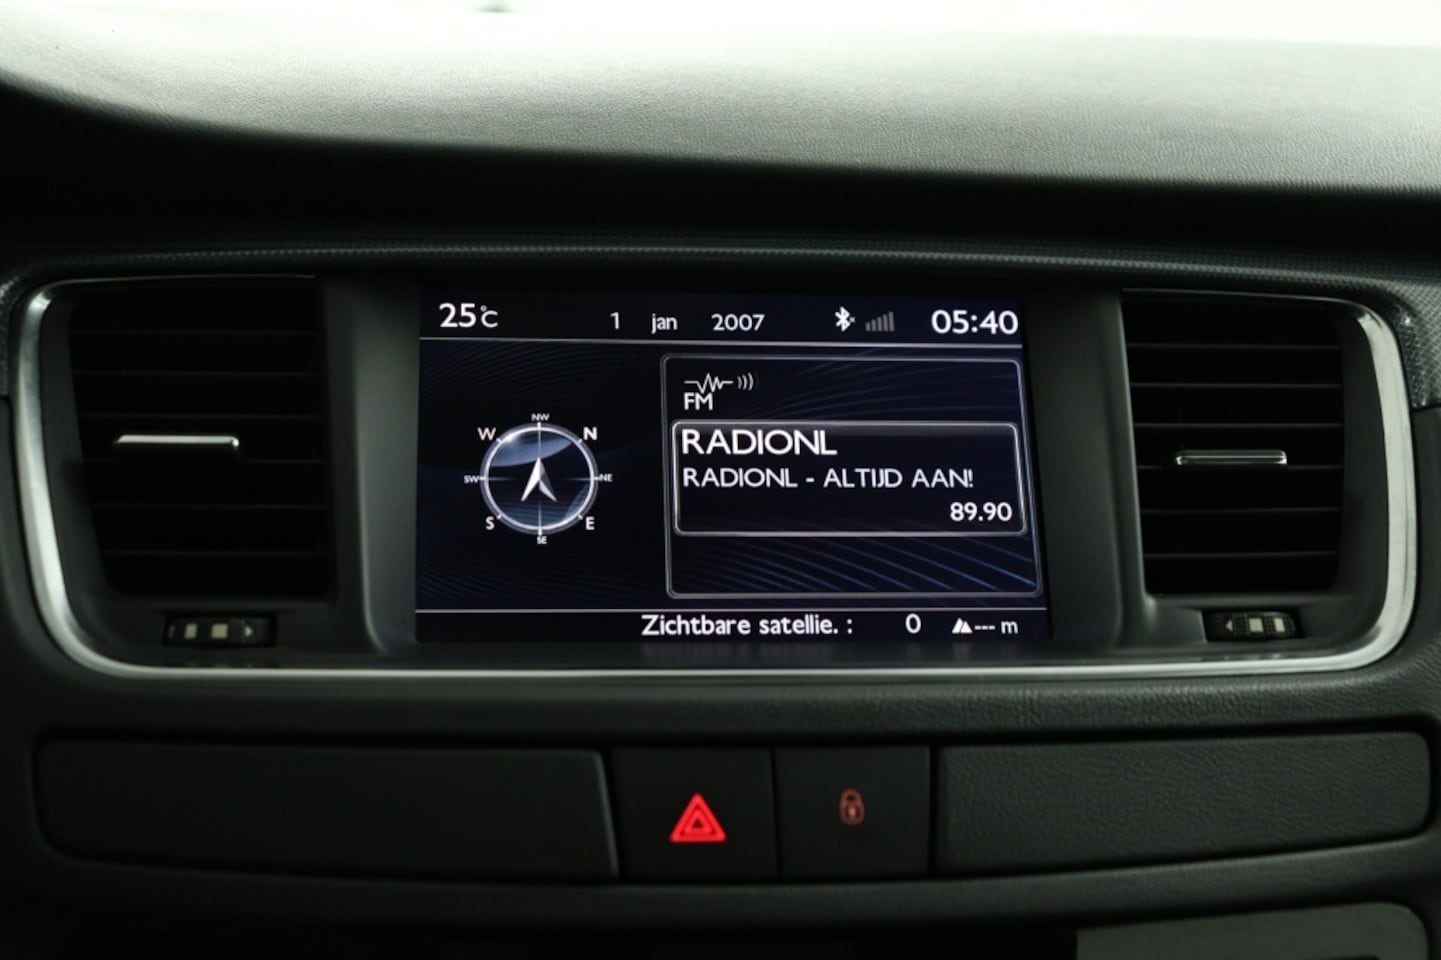 25°C 1 jan 2007 05:40
FM
RADIONL
RADIONL - ALTIJD AAN!
89.90
NW
W N
SW NE
S E
SE
Zichtbare satellie. : 0 --- m